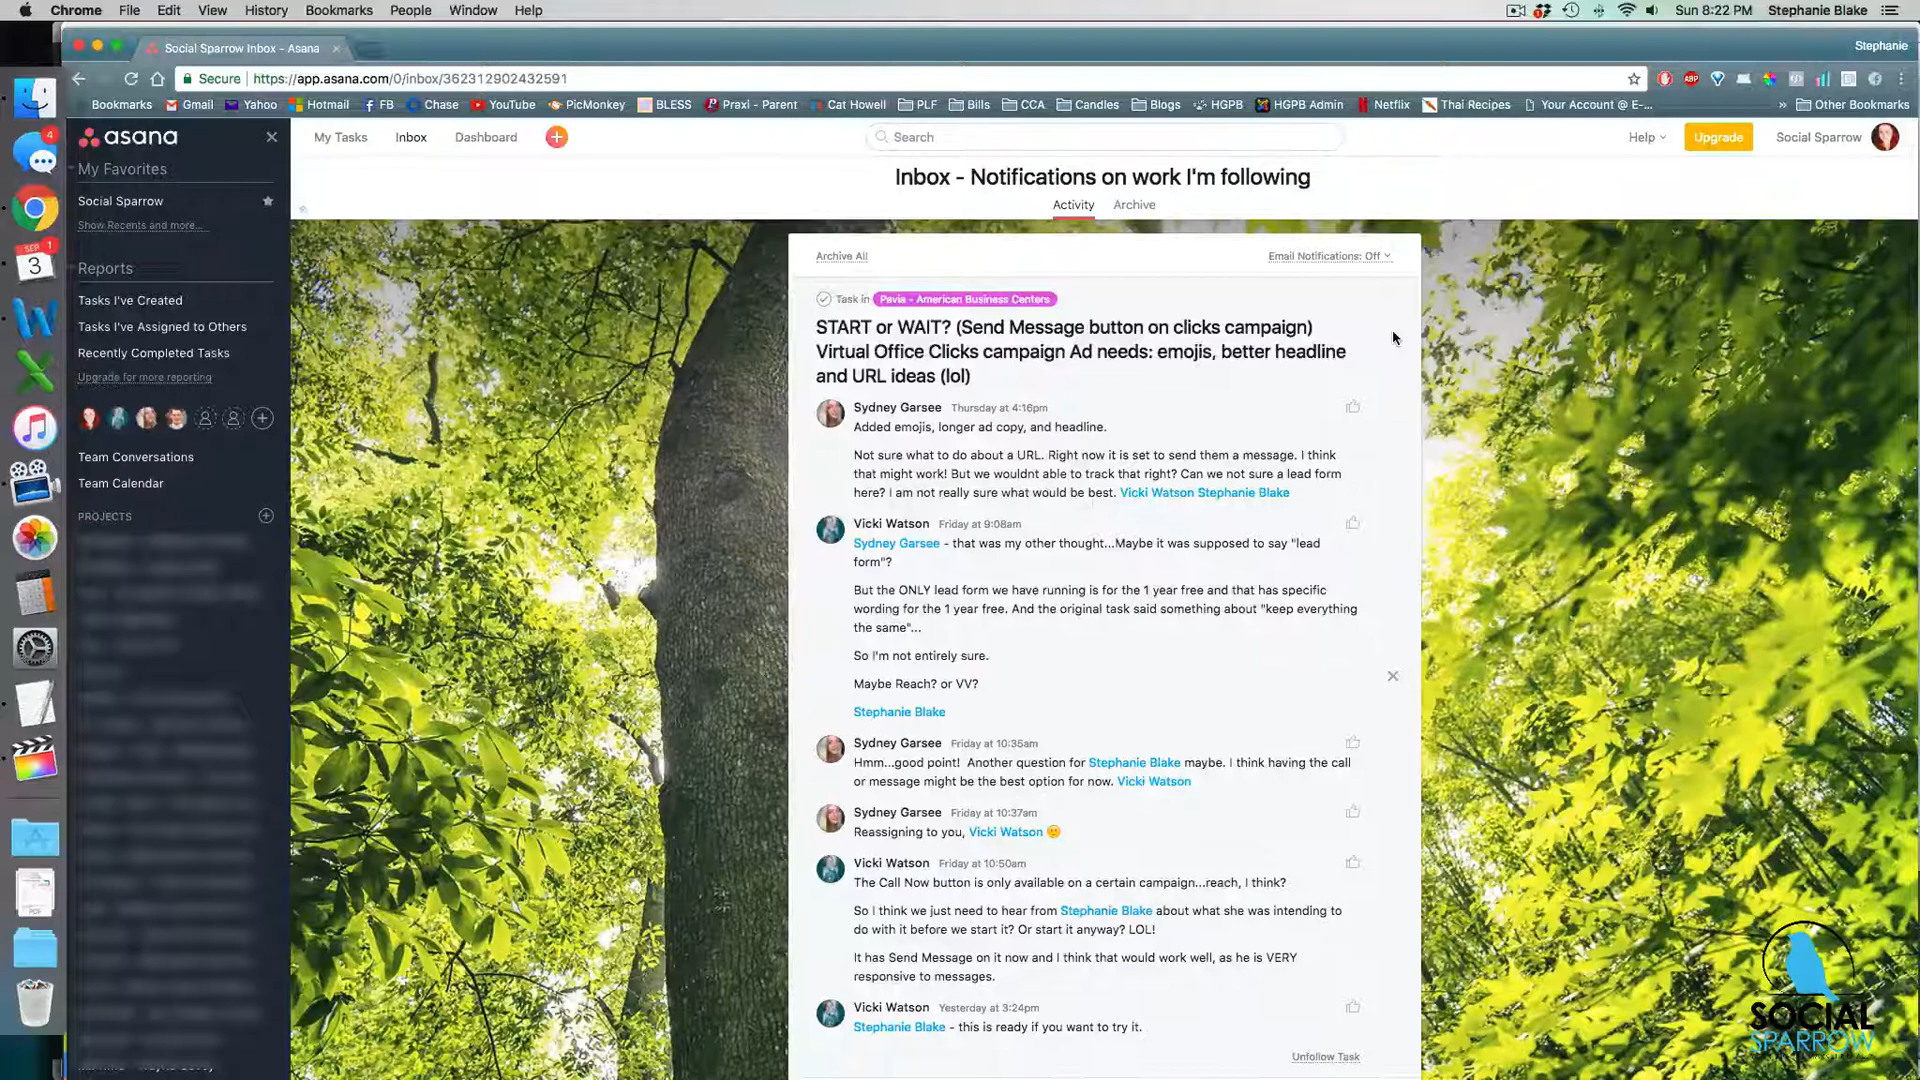 Chrome File Edit View History Bookmarks People Window Help Sun 8:22 PM Stephanie Blake
Social Sparrow Inbox - Asana Stephanie
Secure https://app.asana.com/0/inbox/362312902432591 ABP
Bookmarks Gmail Yahoo Hotmail FB Chase YouTube PicMonkey BLESS Praxi - Parent Cat Howell PLF Bills CCA Candles Blogs HGPB HGPB Admin Netflix Thai Recipes Your Account @ E-... Other Bookmarks
asana
My Tasks Inbox Dashboard Search Help Upgrade Social Sparrow
Inbox - Notifications on work I'm following
Activity Archive
My Favorites
Social Sparrow
Show Recents and more...
Reports
Tasks I've Created
Tasks I've Assigned to Others
Recently Completed Tasks
Upgrade for more reporting
Team Conversations
Team Calendar
PROJECTS
4
SEP 1
3
PDF
Archive All Email Notifications: Off
Task in Pavia - American Business Centers
START or WAIT? (Send Message button on clicks campaign)
Virtual Office Clicks campaign Ad needs: emojis, better headline
and URL ideas (lol)
Sydney Garsee Thursday at 4:16pm
Added emojis, longer ad copy, and headline.
Not sure what to do about a URL. Right now it is set to send them a message. I think
that might work! But we wouldnt able to track that right? Can we not sure a lead form
here? I am not really sure what would be best. Vicki Watson Stephanie Blake
Vicki Watson Friday at 9:08am
Sydney Garsee - that was my other thought...Maybe it was supposed to say "lead
form"?
But the ONLY lead form we have running is for the 1 year free and that has specific
wording for the 1 year free. And the original task said something about "keep everything
the same"...
So I'm not entirely sure.
Maybe Reach? or VV?
Stephanie Blake
Sydney Garsee Friday at 10:35am
Hmm...good point! Another question for Stephanie Blake maybe. I think having the call
or message might be the best option for now. Vicki Watson
Sydney Garsee Friday at 10:37am
Reassigning to you, Vicki Watson
Vicki Watson Friday at 10:50am
The Call Now button is only available on a certain campaign...reach, I think?
So I think we just need to hear from Stephanie Blake about what she was intending to
do with it before we start it? Or start it anyway? LOL!
It has Send Message on it now and I think that would work well, as he is VERY
responsive to messages.
Vicki Watson Yesterday at 3:24pm
Stephanie Blake - this is ready if you want to try it.
Unfollow Task
SOCIAL
SPARROW